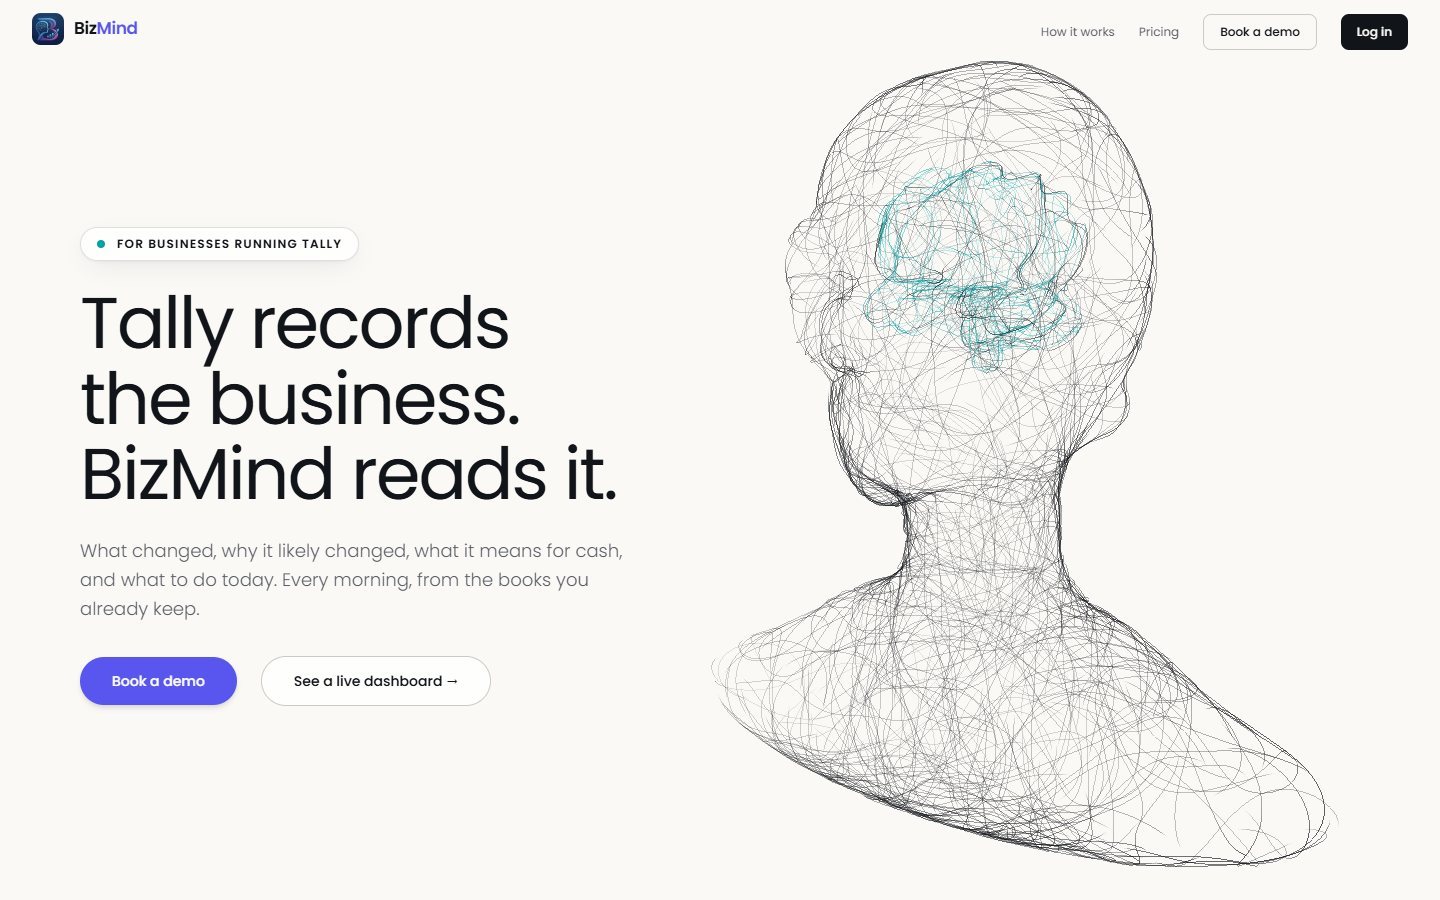 BizMind
How it works
Pricing
Book a demo
Log in
FOR BUSINESSES RUNNING TALLY
Tally records
the business.
BizMind reads it.
What changed, why it likely changed, what it means for cash,
and what to do today. Every morning, from the books you
already keep.
Book a demo
See a live dashboard →